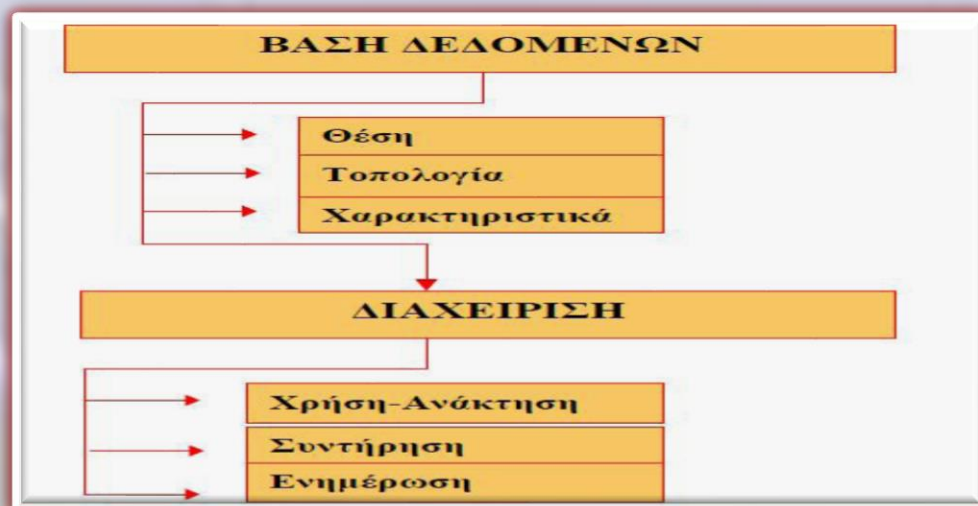 ΒΑΣΗ ΔΕΔΟΜΕΝΩΝ
Θέση
Τοπολογία
Χαρακτηριστικά
ΔΙΑΧΕΙΡΙΣΗ
Χρήση-Ανάκτηση
Συντήρηση
Ενημέρωση